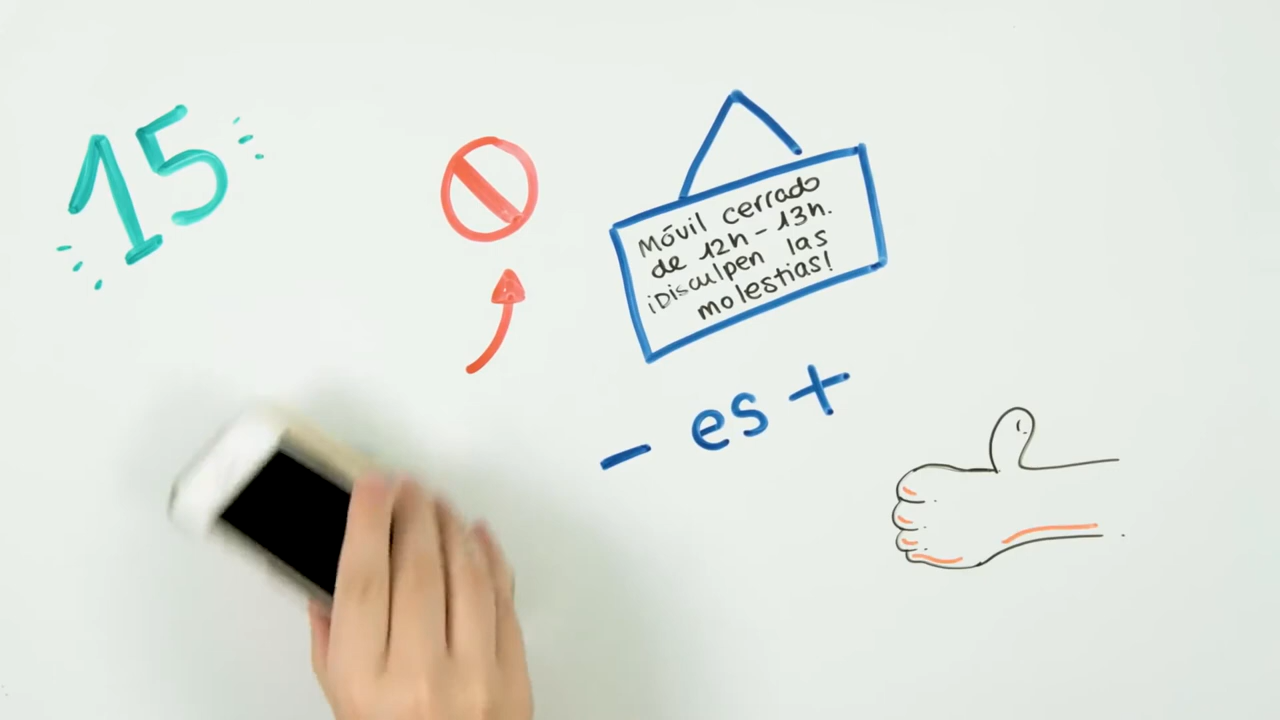 15
Móvil cerrado
de 12h - 13h.
¡Disculpen las
molestias!
- es +